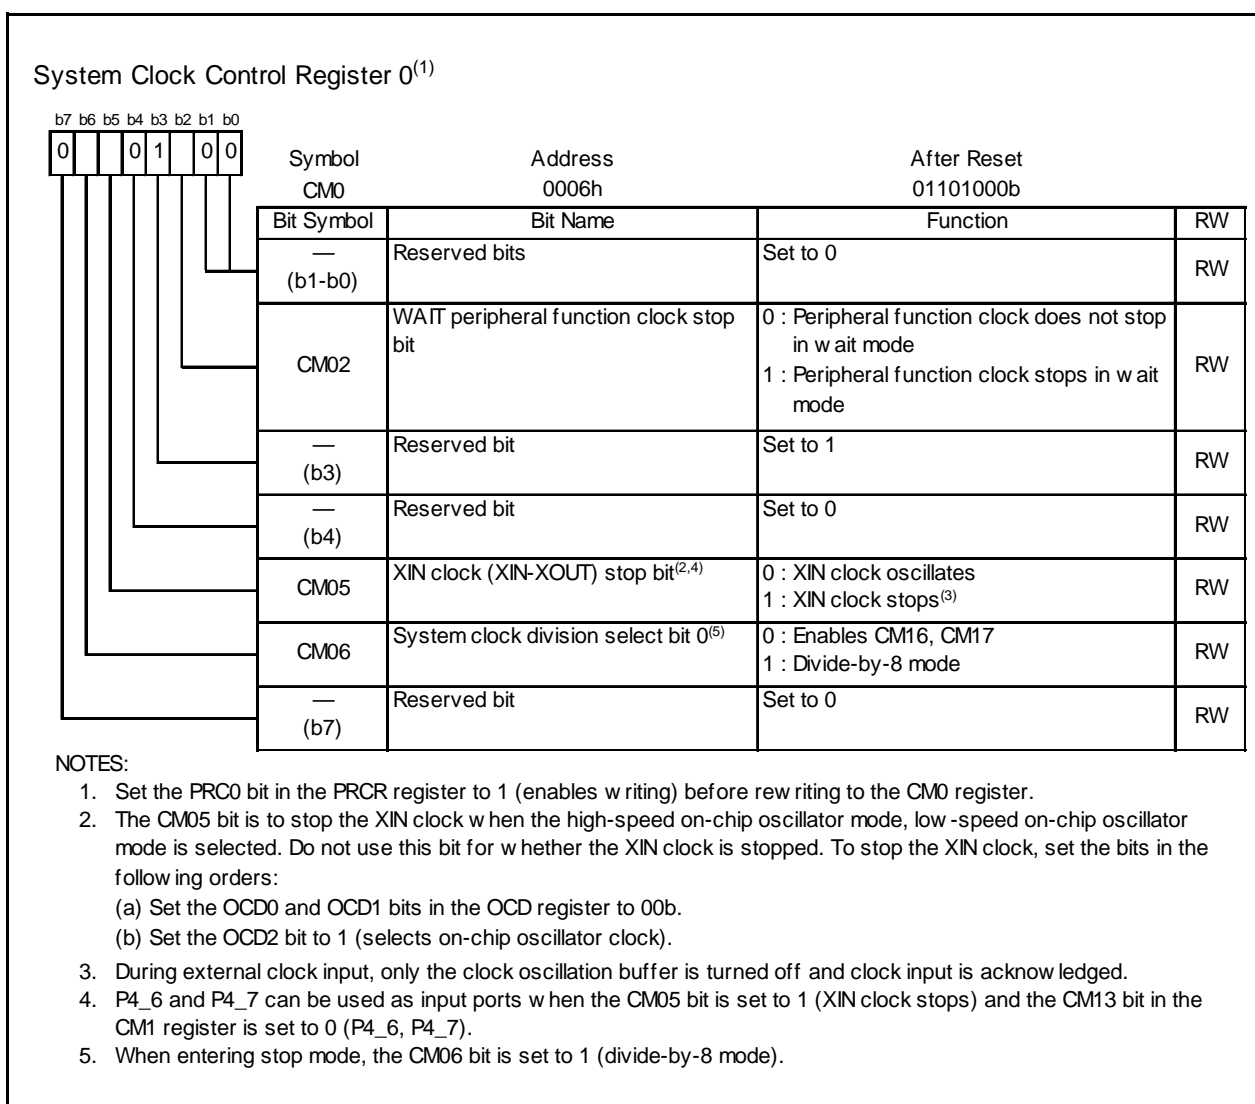 System Clock Control Register 0(1)
b7 b6 b5 b4 b3 b2 b1 b0
0 0 1 0 0
Symbol Address After Reset
CM0 0006h 01101000b
Bit Symbol Bit Name Function RW
— (b1-b0) Reserved bits Set to 0 RW
CM02 WAIT peripheral function clock stop bit 0 : Peripheral function clock does not stop in wait mode RW
1 : Peripheral function clock stops in wait mode
— (b3) Reserved bit Set to 1 RW
— (b4) Reserved bit Set to 0 RW
CM05 XIN clock (XIN-XOUT) stop bit(2,4) 0 : XIN clock oscillates RW
1 : XIN clock stops(3)
CM06 System clock division select bit 0(5) 0 : Enables CM16, CM17 RW
1 : Divide-by-8 mode
— (b7) Reserved bit Set to 0 RW
NOTES:
1. Set the PRC0 bit in the PRCR register to 1 (enables writing) before rewriting to the CM0 register.
2. The CM05 bit is to stop the XIN clock when the high-speed on-chip oscillator mode, low-speed on-chip oscillator
mode is selected. Do not use this bit for whether the XIN clock is stopped. To stop the XIN clock, set the bits in the
following orders:
(a) Set the OCD0 and OCD1 bits in the OCD register to 00b.
(b) Set the OCD2 bit to 1 (selects on-chip oscillator clock).
3. During external clock input, only the clock oscillation buffer is turned off and clock input is acknowledged.
4. P4_6 and P4_7 can be used as input ports when the CM05 bit is set to 1 (XIN clock stops) and the CM13 bit in the
CM1 register is set to 0 (P4_6, P4_7).
5. When entering stop mode, the CM06 bit is set to 1 (divide-by-8 mode).